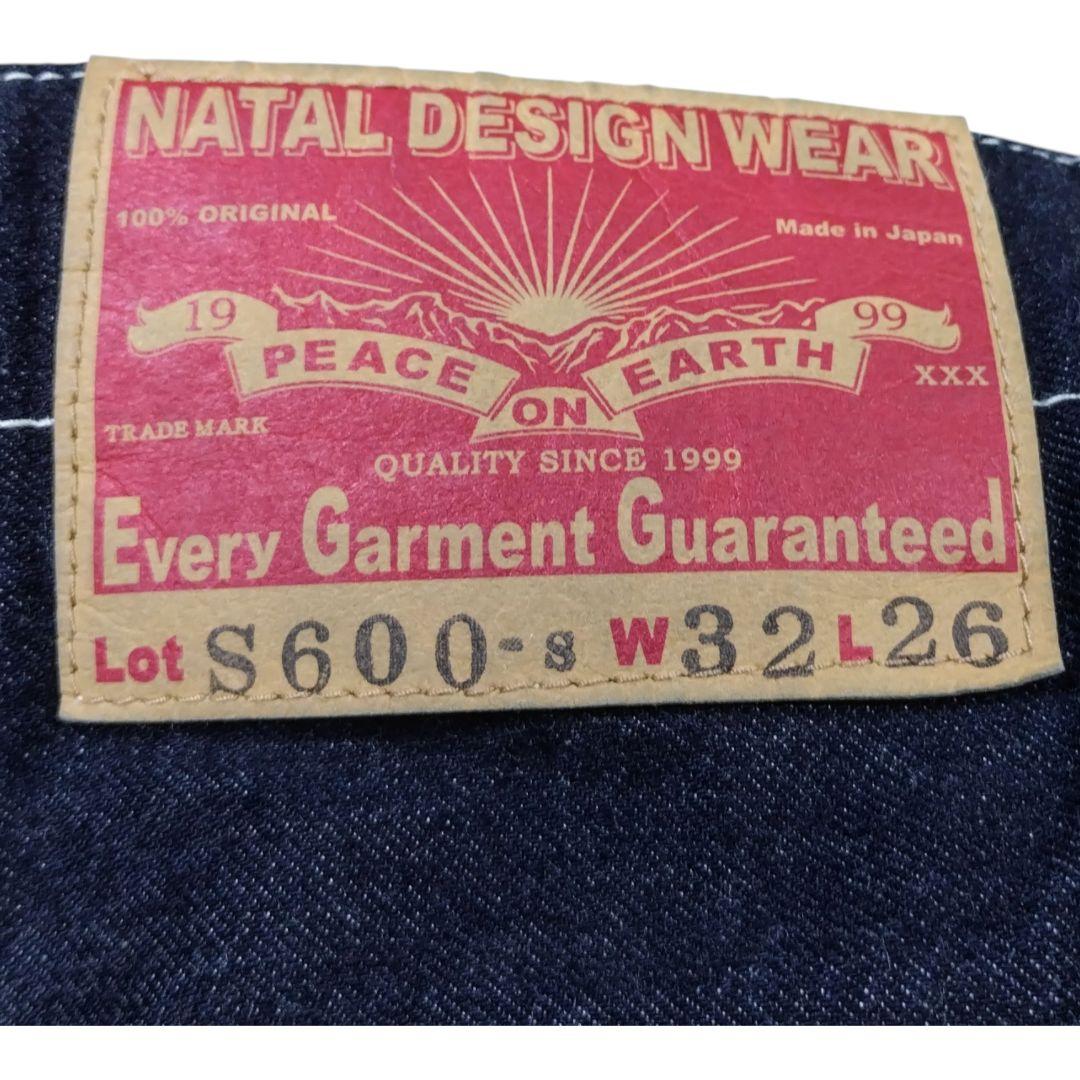 NATAL DESIGN WEAR
100% ORIGINAL
Made in Japan
19 99
PEACE ON EARTH
XXX
TRADE MARK
QUALITY SINCE 1999
Every Garment Guaranteed
Lot S600-s W32 L26